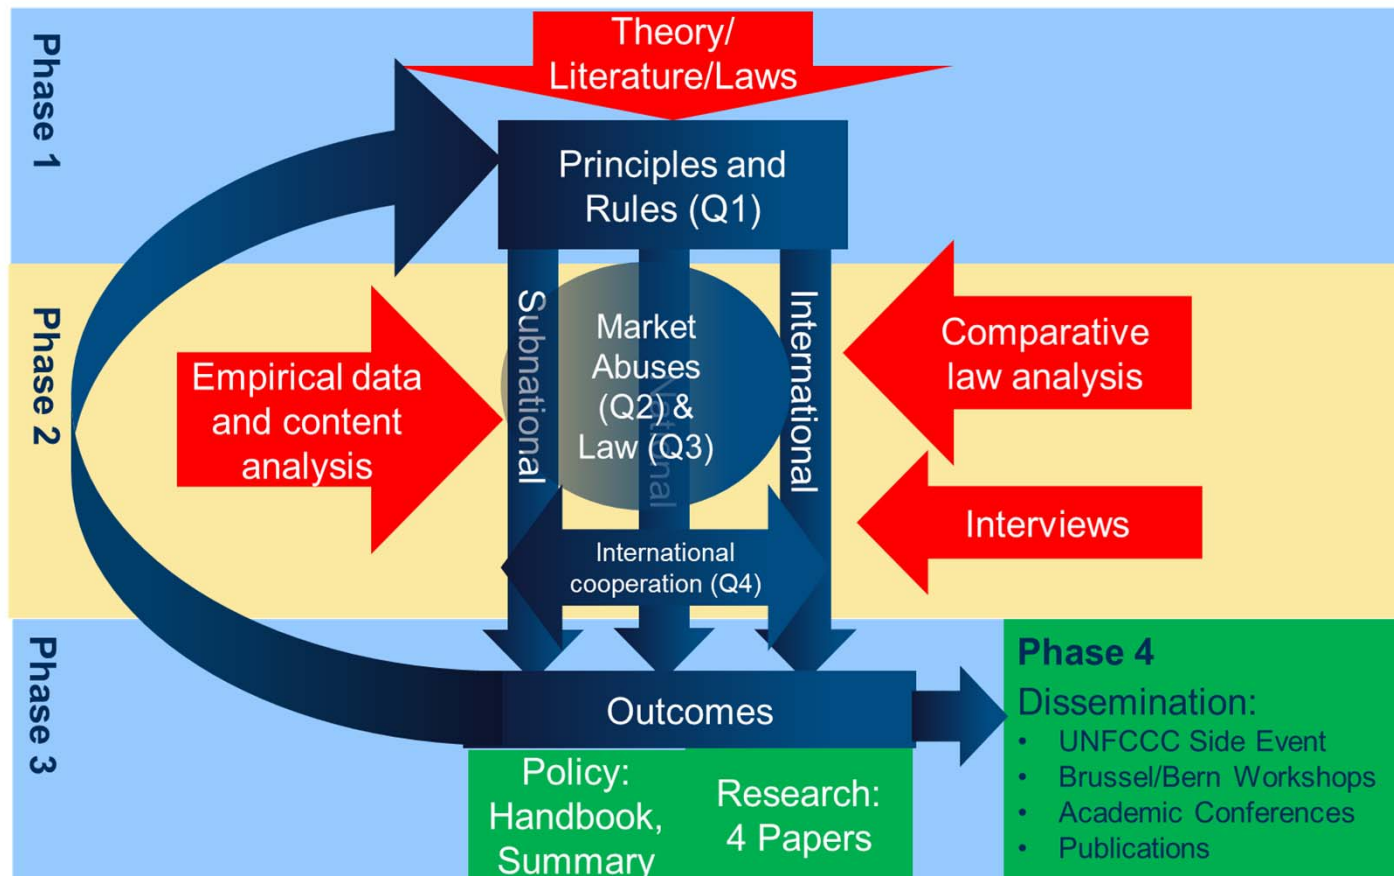 Phase 1
Theory/
Literature/Laws
Principles and
Rules (Q1)
Phase 2
Empirical data
and content
analysis
Subnational
Market
Abuses
(Q2) &
Law (Q3)
National
International
Comparative
law analysis
Interviews
International
cooperation (Q4)
Phase 3
Outcomes
Policy:
Handbook,
Summary
Research:
4 Papers
Phase 4
Dissemination:
• UNFCCC Side Event
• Brussel/Bern Workshops
• Academic Conferences
• Publications